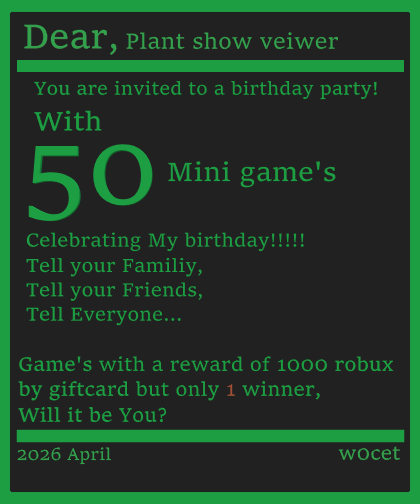 Dear, Plant show veiwer
You are invited to a birthday party!
With
50 Mini game's
Celebrating My birthday!!!!!
Tell your Familiy,
Tell your Friends,
Tell Everyone...
Game's with a reward of 1000 robux
by giftcard but only 1 winner,
Will it be You?
2026 April wocet